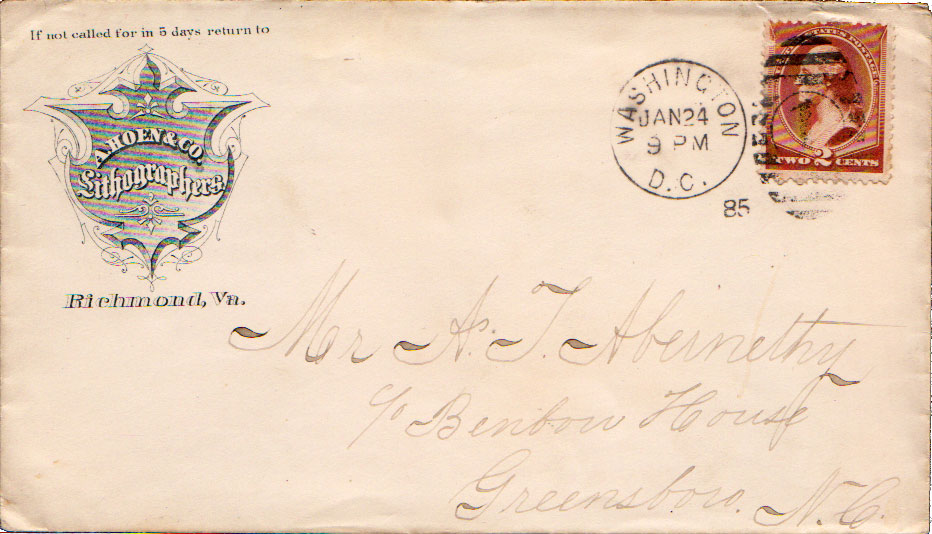 If not called for in 5 days return to
A. HOEN & CO.
Lithographers.
Richmond, Va.
WASHINGTON
JAN 24
9 PM
D.C.
85
TWO 2 CENTS
Mr A. T. Abernethy
c/o Benbow House
Greensboro. N.C.